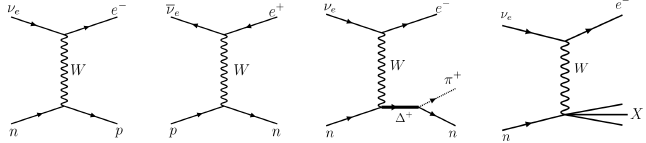 ν_e e⁻ W n p
ν̅_e e⁺ W p n
ν_e e⁻ W π⁺ Δ⁺ n n
ν_e e⁻ W X n